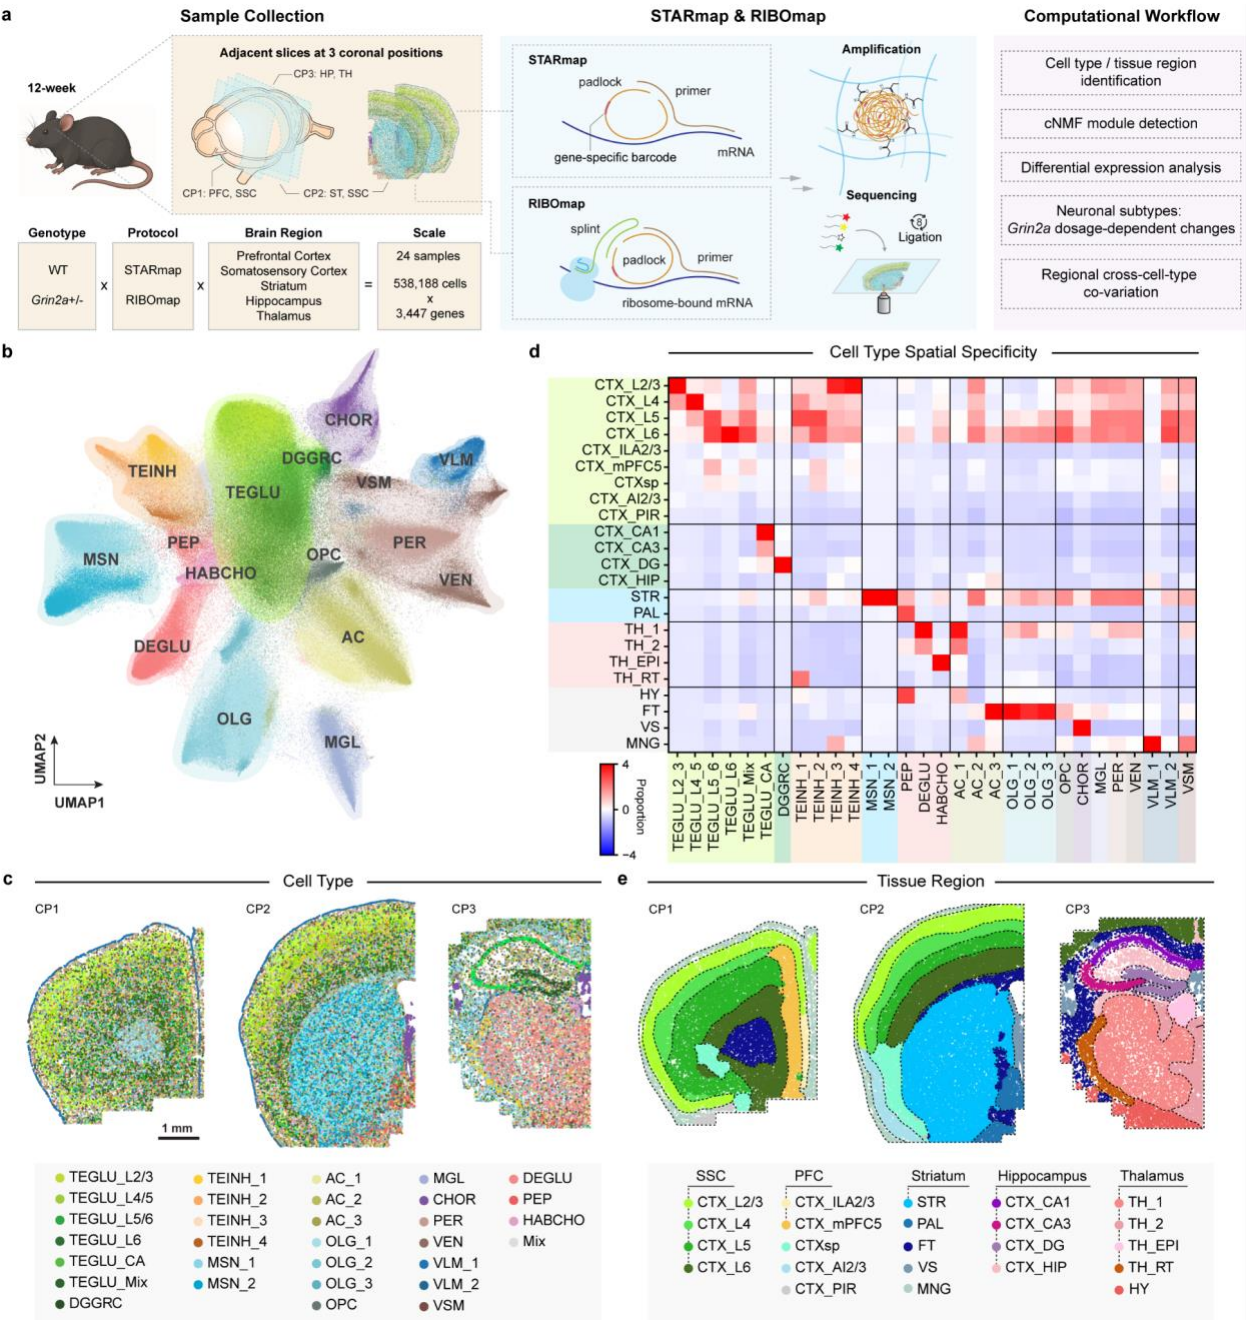 a
Sample Collection
STARmap & RIBOmap
Computational Workflow
Adjacent slices at 3 coronal positions
12-week
CP3: HP, TH
CP1: PFC, SSC
CP2: ST, SSC
Genotype
WT
Grin2a+/-
x
Protocol
STARmap
RIBOmap
x
Brain Region
Prefrontal Cortex
Somatosensory Cortex
Striatum
Hippocampus
Thalamus
=
Scale
24 samples
538,188 cells
x
3,447 genes
STARmap
padlock
primer
gene-specific barcode
mRNA
RIBOmap
splint
padlock
primer
ribosome-bound mRNA
Amplification
Sequencing
8
Ligation
Cell type / tissue region
identification
cNMF module detection
Differential expression analysis
Neuronal subtypes:
Grin2a dosage-dependent changes
Regional cross-cell-type
co-variation
b
CHOR
DGGRC
VLM
TEINH
TEGLU
VSM
PEP
PER
MSN
HABCHO
OPC
VEN
DEGLU
AC
OLG
MGL
UMAP2
UMAP1
d
Cell Type Spatial Specificity
CTX_L2/3
CTX_L4
CTX_L5
CTX_L6
CTX_ILA2/3
CTX_mPFC5
CTXsp
CTX_AI2/3
CTX_PIR
CTX_CA1
CTX_CA3
CTX_DG
CTX_HIP
STR
PAL
TH_1
TH_2
TH_EPI
TH_RT
HY
FT
VS
MNG
4
0
−4
Proportion
TEGLU_L2_3
TEGLU_L4_5
TEGLU_L5_6
TEGLU_L6
TEGLU_Mix
TEGLU_CA
DGGRC
TEINH_1
TEINH_2
TEINH_3
TEINH_4
MSN_1
MSN_2
PEP
DEGLU
HABCHO
AC_1
AC_2
AC_3
OLG_1
OLG_2
OLG_3
OPC
CHOR
MGL
PER
VEN
VLM_1
VLM_2
VSM
c
Cell Type
CP1
CP2
CP3
1 mm
TEGLU_L2/3
TEGLU_L4/5
TEGLU_L5/6
TEGLU_L6
TEGLU_CA
TEGLU_Mix
DGGRC
TEINH_1
TEINH_2
TEINH_3
TEINH_4
MSN_1
MSN_2
AC_1
AC_2
AC_3
OLG_1
OLG_2
OLG_3
OPC
MGL
CHOR
PER
VEN
VLM_1
VLM_2
VSM
DEGLU
PEP
HABCHO
Mix
e
Tissue Region
CP1
CP2
CP3
SSC
CTX_L2/3
CTX_L4
CTX_L5
CTX_L6
PFC
CTX_ILA2/3
CTX_mPFC5
CTXsp
CTX_AI2/3
CTX_PIR
Striatum
STR
PAL
FT
VS
MNG
Hippocampus
CTX_CA1
CTX_CA3
CTX_DG
CTX_HIP
Thalamus
TH_1
TH_2
TH_EPI
TH_RT
HY